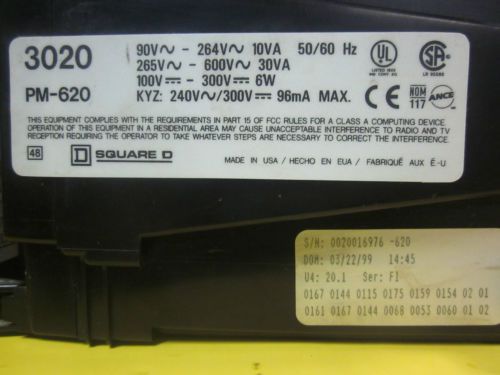 3020
PM-620
90V∿ - 264V∿ 10VA 50/60 Hz
265V∿ - 600V∿ 30VA
100V⎓ - 300V⎓ 6W
KYZ: 240V∿/300V⎓ 96mA MAX.
UL
LISTED
SA
CE
NOM
117
ANCE
THIS EQUIPMENT COMPLIES WITH THE REQUIREMENTS IN PART 15 OF FCC RULES FOR A CLASS A COMPUTING DEVICE.
OPERATION OF THIS EQUIPMENT IN A RESIDENTIAL AREA MAY CAUSE UNACCEPTABLE INTERFERENCE TO RADIO AND TV
RECEPTION REQUIRING THE OPERATOR TO TAKE WHATEVER STEPS ARE NECESSARY TO CORRECT THE INTERFERENCE.
48 D SQUARE D
MADE IN USA / HECHO EN EUA / FABRIQUÉ AUX É.-U.
S/N: 0020016976 -620
DOM: 03/22/99 14:45
V4: 20.1 Ser: F1
0167 0144 0115 0175 0159 0154 02 01
0161 0167 0144 0068 0053 0060 01 02